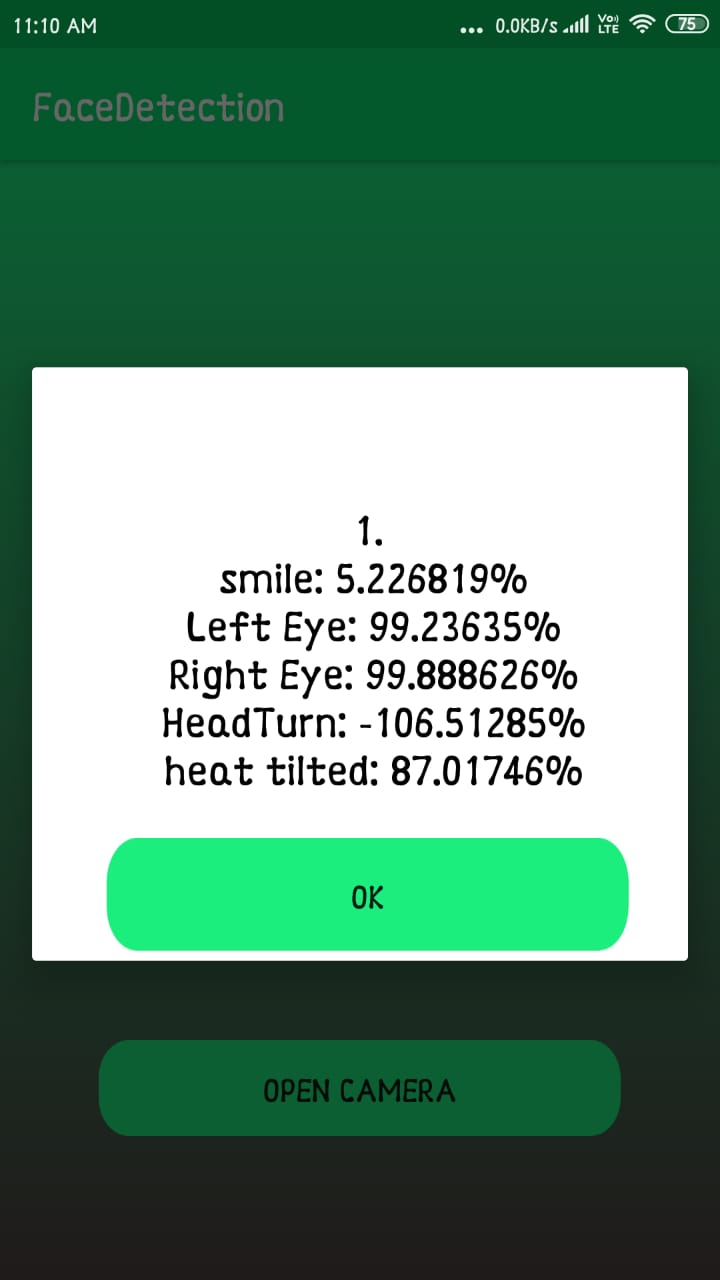 11:10 AM ... 0.0KB/s Vo)) LTE 75
FaceDetection
1.
smile: 5.226819%
Left Eye: 99.23635%
Right Eye: 99.888626%
HeadTurn: -106.51285%
heat tilted: 87.01746%
OK
OPEN CAMERA